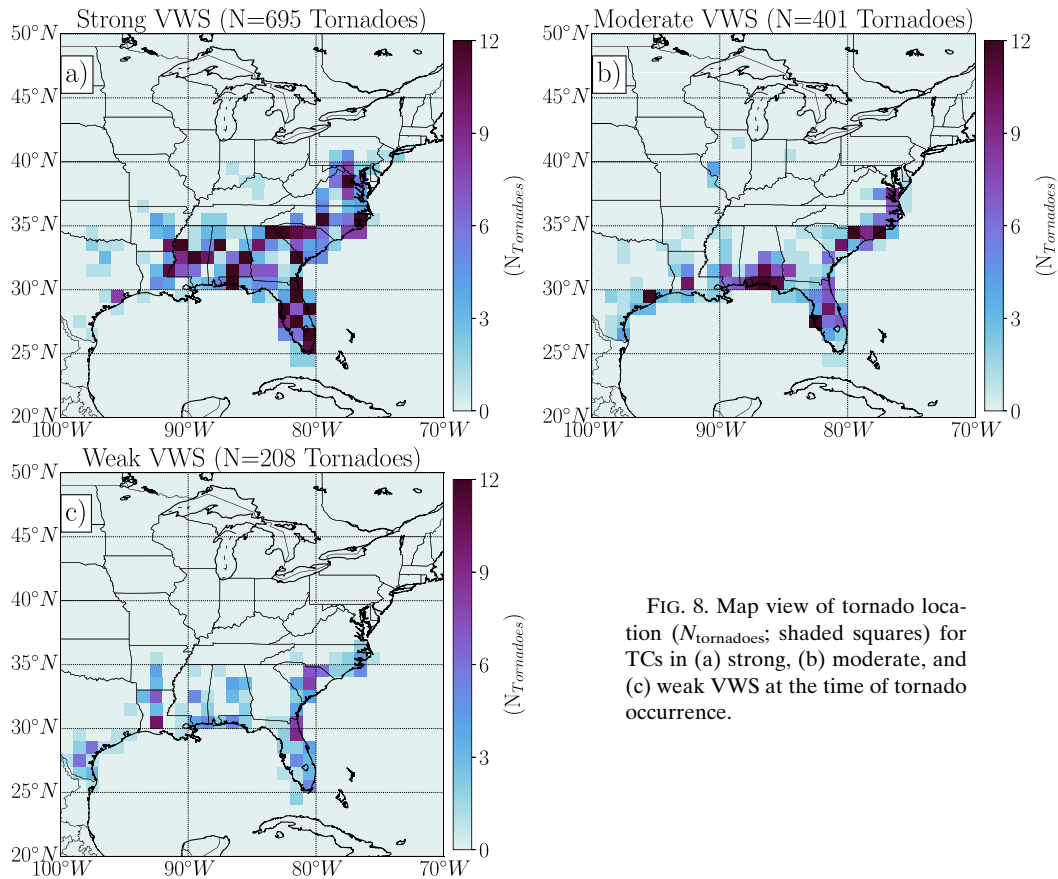 Strong VWS (N=695 Tornadoes)
a)
50°N
45°N
40°N
35°N
30°N
25°N
20°N
100°W
90°W
80°W
70°W
12
9
6
3
0
(N_Tornadoes)
Moderate VWS (N=401 Tornadoes)
b)
50°N
45°N
40°N
35°N
30°N
25°N
20°N
100°W
90°W
80°W
70°W
12
9
6
3
0
(N_Tornadoes)
Weak VWS (N=208 Tornadoes)
c)
50°N
45°N
40°N
35°N
30°N
25°N
20°N
100°W
90°W
80°W
70°W
12
9
6
3
0
(N_Tornadoes)
FIG. 8. Map view of tornado loca-
tion (N_tornadoes; shaded squares) for
TCs in (a) strong, (b) moderate, and
(c) weak VWS at the time of tornado
occurrence.